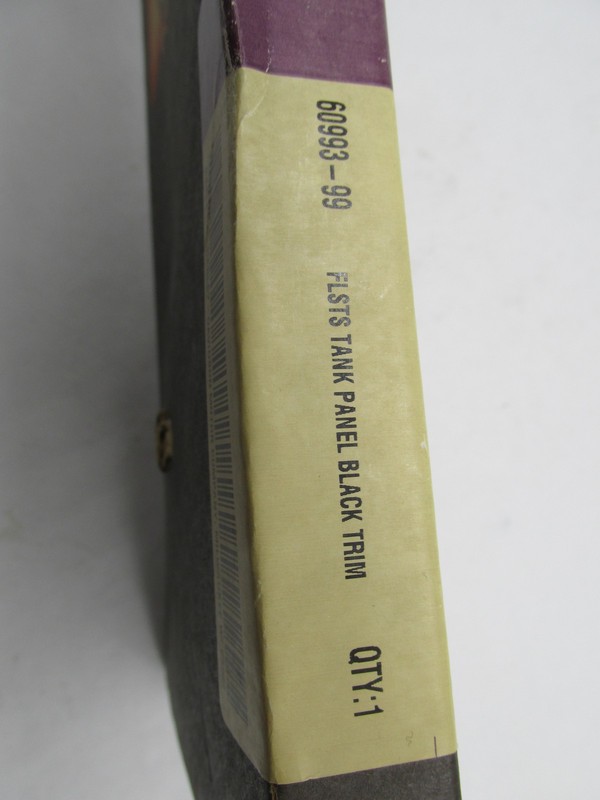 60993-99 FLSTS TANK PANEL BLACK TRIM QTY:1